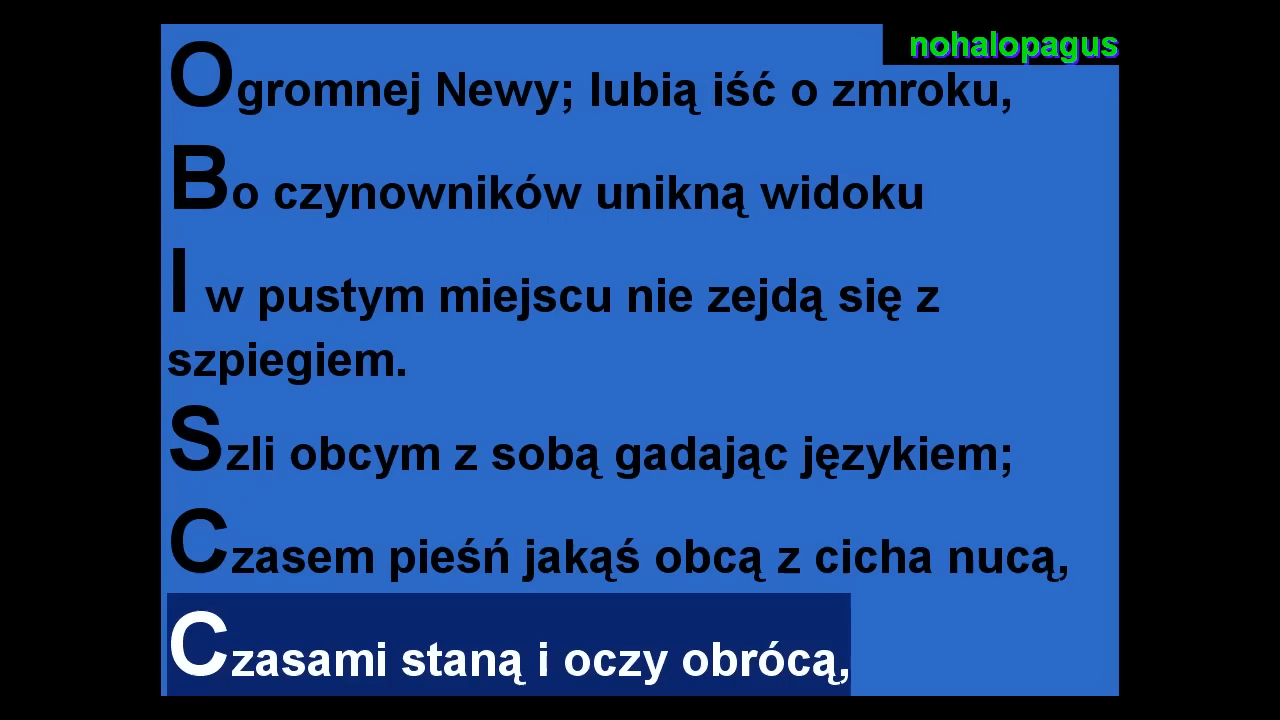 nohalopagus
Ogromnej Newy; lubią iść o zmroku,
Bo czynowników unikną widoku
I w pustym miejscu nie zejdą się z
szpiegiem.
Szli obcym z sobą gadając językiem;
Czasem pieśń jakąś obcą z cicha nucą,
Czasami staną i oczy obrócą,